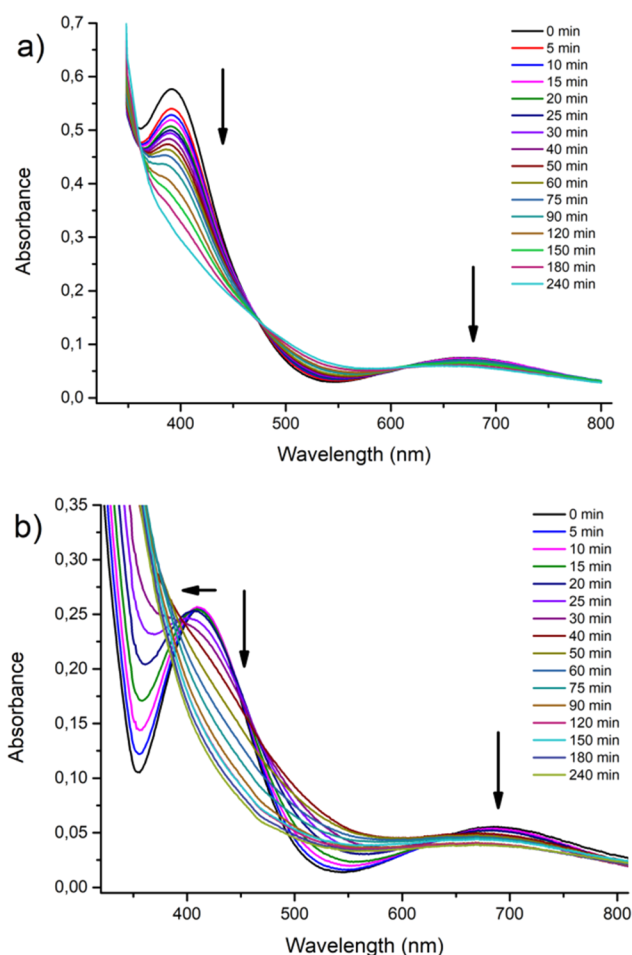 a)
0,7
0,6
0,5
0,4
0,3
0,2
0,1
0,0
Absorbance
400
500
600
700
800
Wavelength (nm)
0 min
5 min
10 min
15 min
20 min
25 min
30 min
40 min
50 min
60 min
75 min
90 min
120 min
150 min
180 min
240 min
b)
0,35
0,30
0,25
0,20
0,15
0,10
0,05
0,00
Absorbance
400
500
600
700
800
Wavelength (nm)
0 min
5 min
10 min
15 min
20 min
25 min
30 min
40 min
50 min
60 min
75 min
90 min
120 min
150 min
180 min
240 min